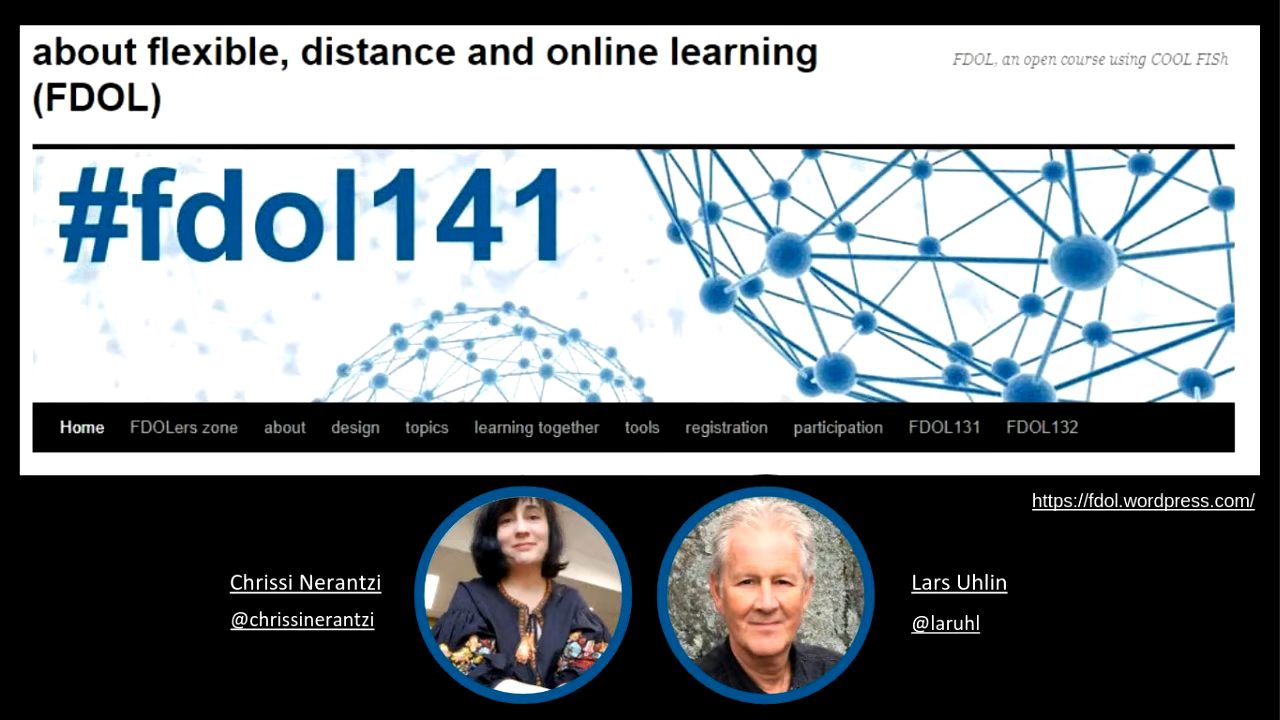 about flexible, distance and online learning
(FDOL)
FDOL, an open course using COOL FISh
#fdol141
Home FDOLers zone about design topics learning together tools registration participation FDOL131 FDOL132
https://fdol.wordpress.com/
Chrissi Nerantzi
@chrissinerantzi
Lars Uhlin
@laruhl